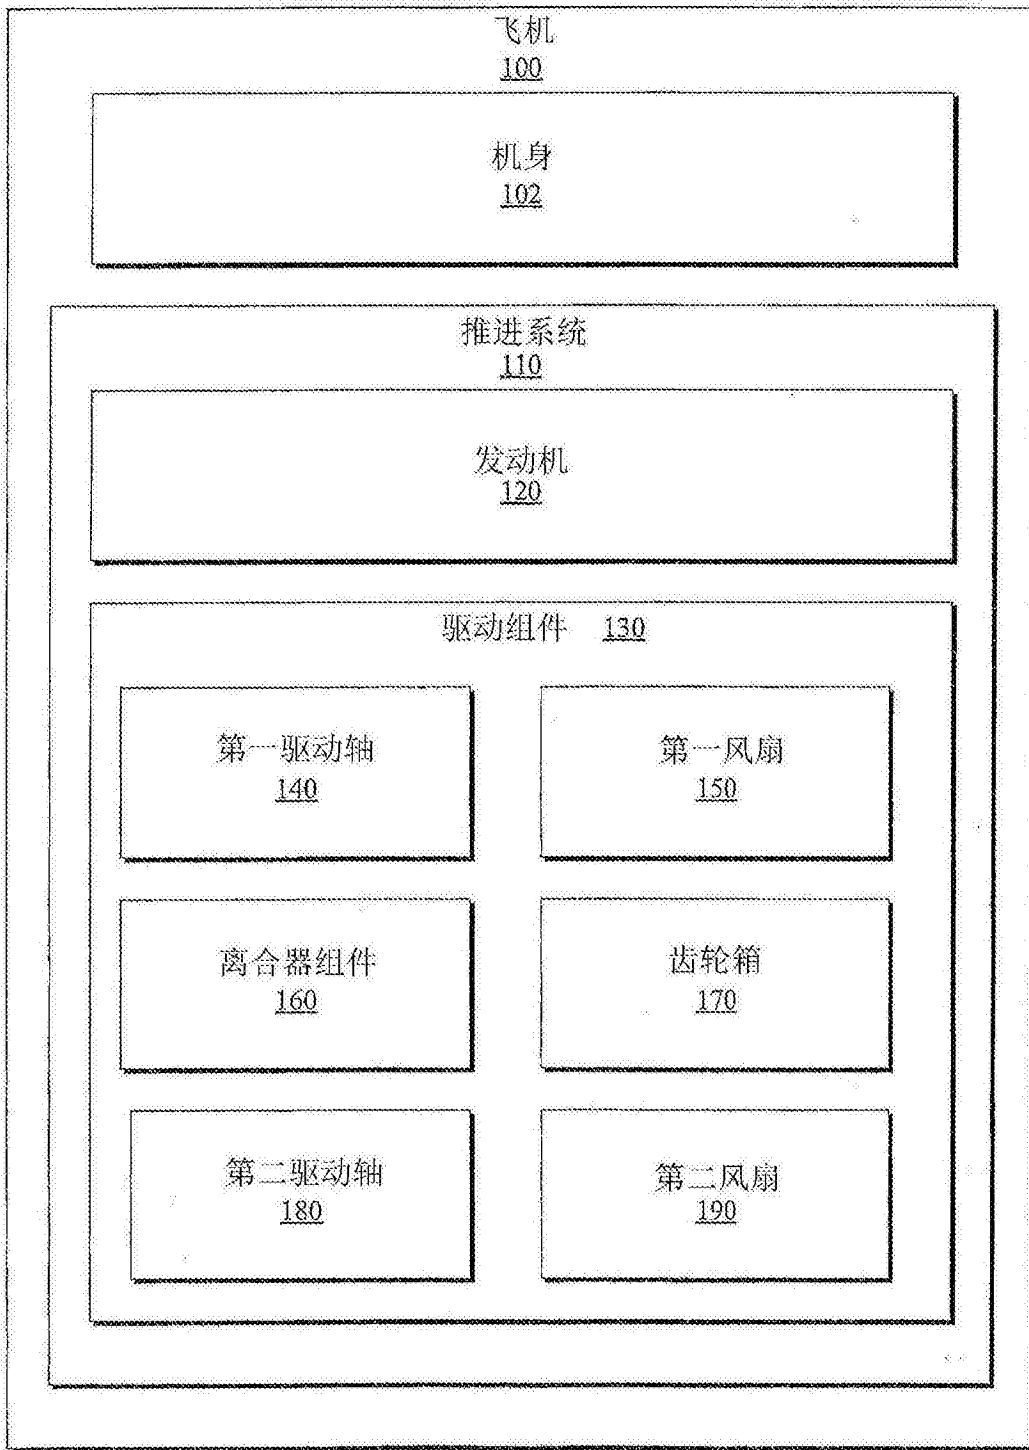 飞机
100
机身
102
推进系统
110
发动机
120
驱动组件 130
第一驱动轴
140
第一风扇
150
离合器组件
160
齿轮箱
170
第二驱动轴
180
第二风扇
190